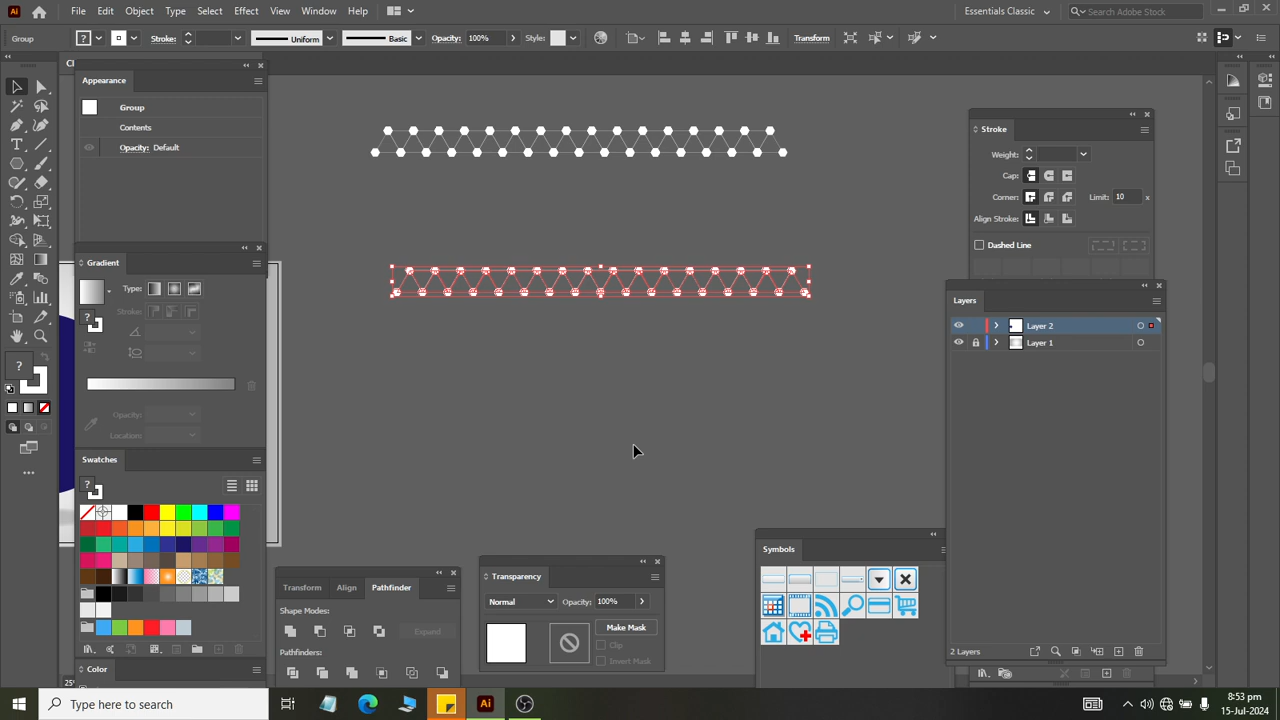 Ai File Edit Object Type Select Effect View Window Help Essentials Classic Search Adobe Stock
Group Stroke: Uniform Basic Opacity: 100% Style: Transform
Appearance
Group
Contents
Opacity: Default
Gradient
Type:
Stroke:
Opacity:
Location:
Swatches
Color
Transform Align Pathfinder
Shape Modes:
Expand
Pathfinders:
Transparency
Normal Opacity: 100%
Make Mask
Clip
Invert Mask
Symbols
Stroke
Weight:
Cap:
Corner: Limit: 10 x
Align Stroke:
Dashed Line
Layers
Layer 2
Layer 1
2 Layers
Type here to search
Ai
8:53 pm
15-Jul-2024